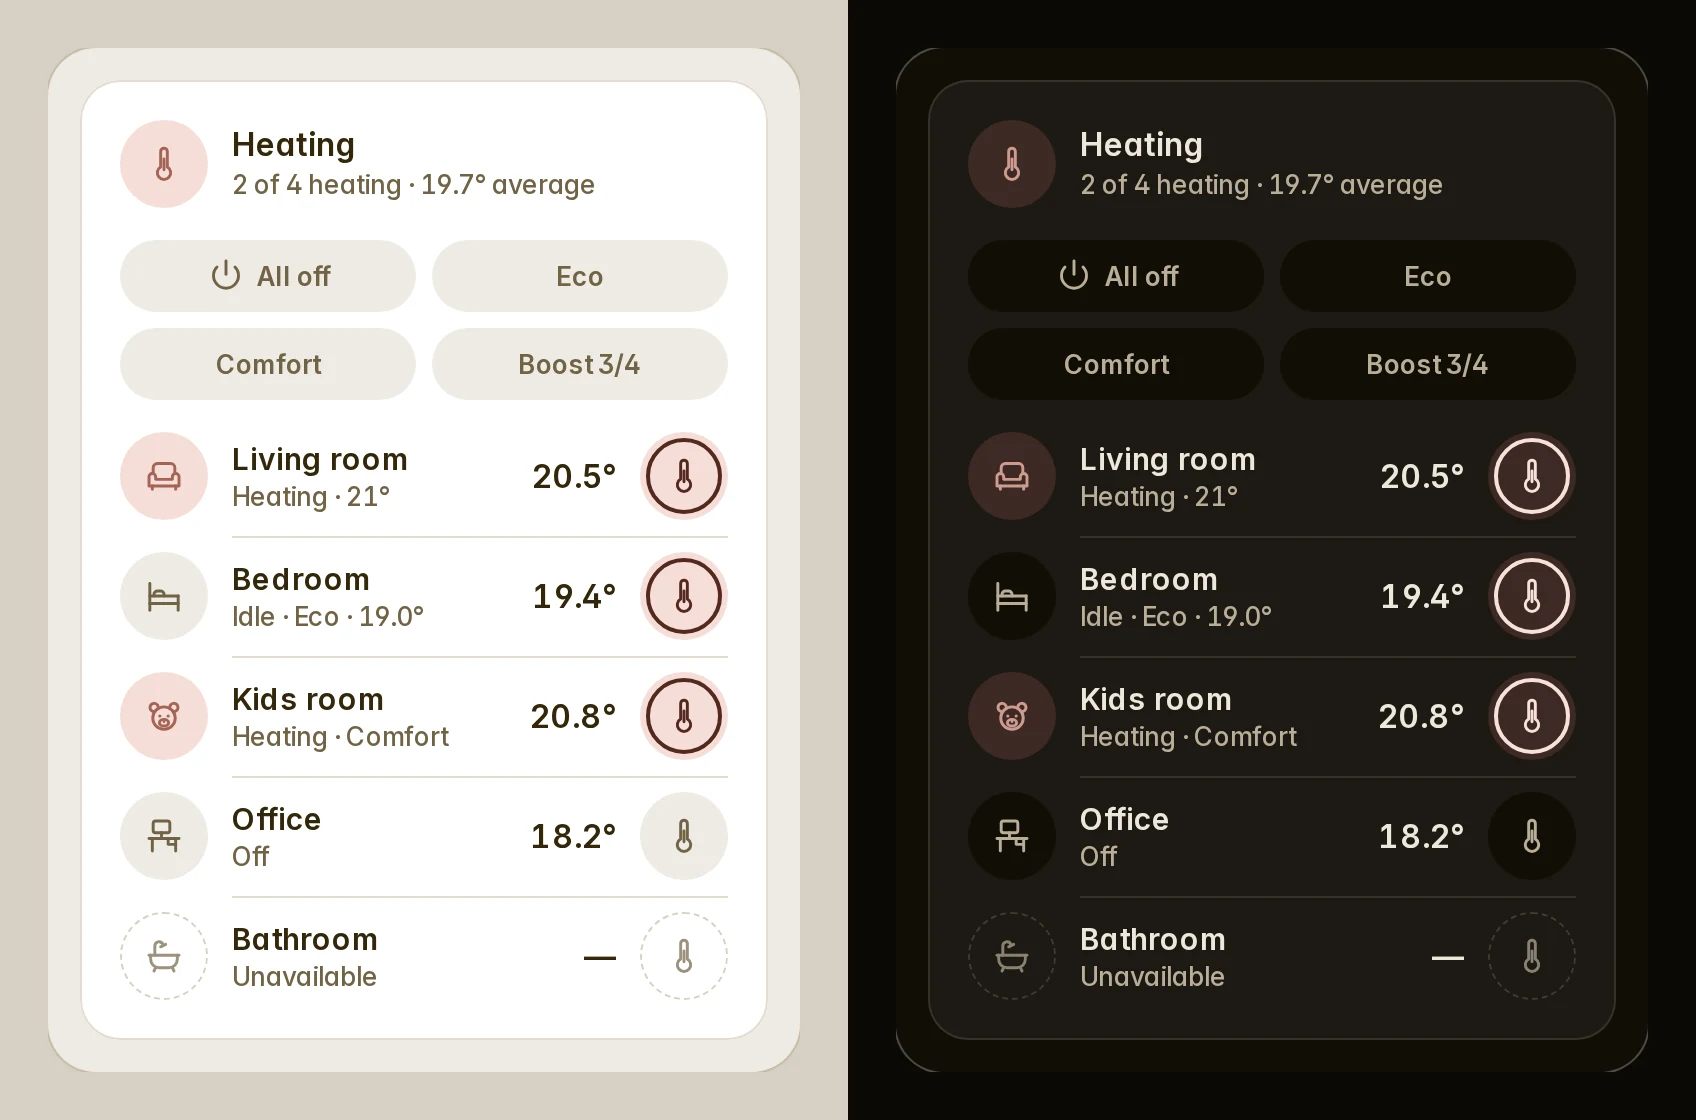 Heating
2 of 4 heating · 19.7° average
All off
Eco
Comfort
Boost 3/4
Living room
Heating · 21°
20.5°
Bedroom
Idle · Eco · 19.0°
19.4°
Kids room
Heating · Comfort
20.8°
Office
Off
18.2°
Bathroom
Unavailable
—
Heating
2 of 4 heating · 19.7° average
All off
Eco
Comfort
Boost 3/4
Living room
Heating · 21°
20.5°
Bedroom
Idle · Eco · 19.0°
19.4°
Kids room
Heating · Comfort
20.8°
Office
Off
18.2°
Bathroom
Unavailable
—